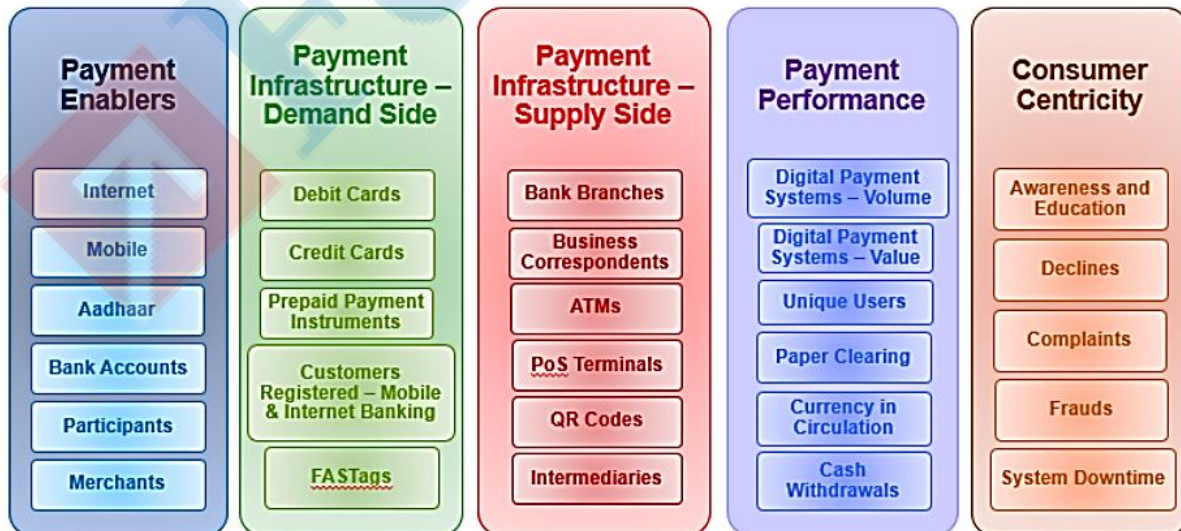 Payment
Enablers
Internet
Mobile
Aadhaar
Bank Accounts
Participants
Merchants
Payment
Infrastructure –
Demand Side
Debit Cards
Credit Cards
Prepaid Payment
Instruments
Customers
Registered – Mobile
& Internet Banking
FASTags
Payment
Infrastructure –
Supply Side
Bank Branches
Business
Correspondents
ATMs
PoS Terminals
QR Codes
Intermediaries
Payment
Performance
Digital Payment
Systems – Volume
Digital Payment
Systems – Value
Unique Users
Paper Clearing
Currency in
Circulation
Cash
Withdrawals
Consumer
Centricity
Awareness and
Education
Declines
Complaints
Frauds
System Downtime